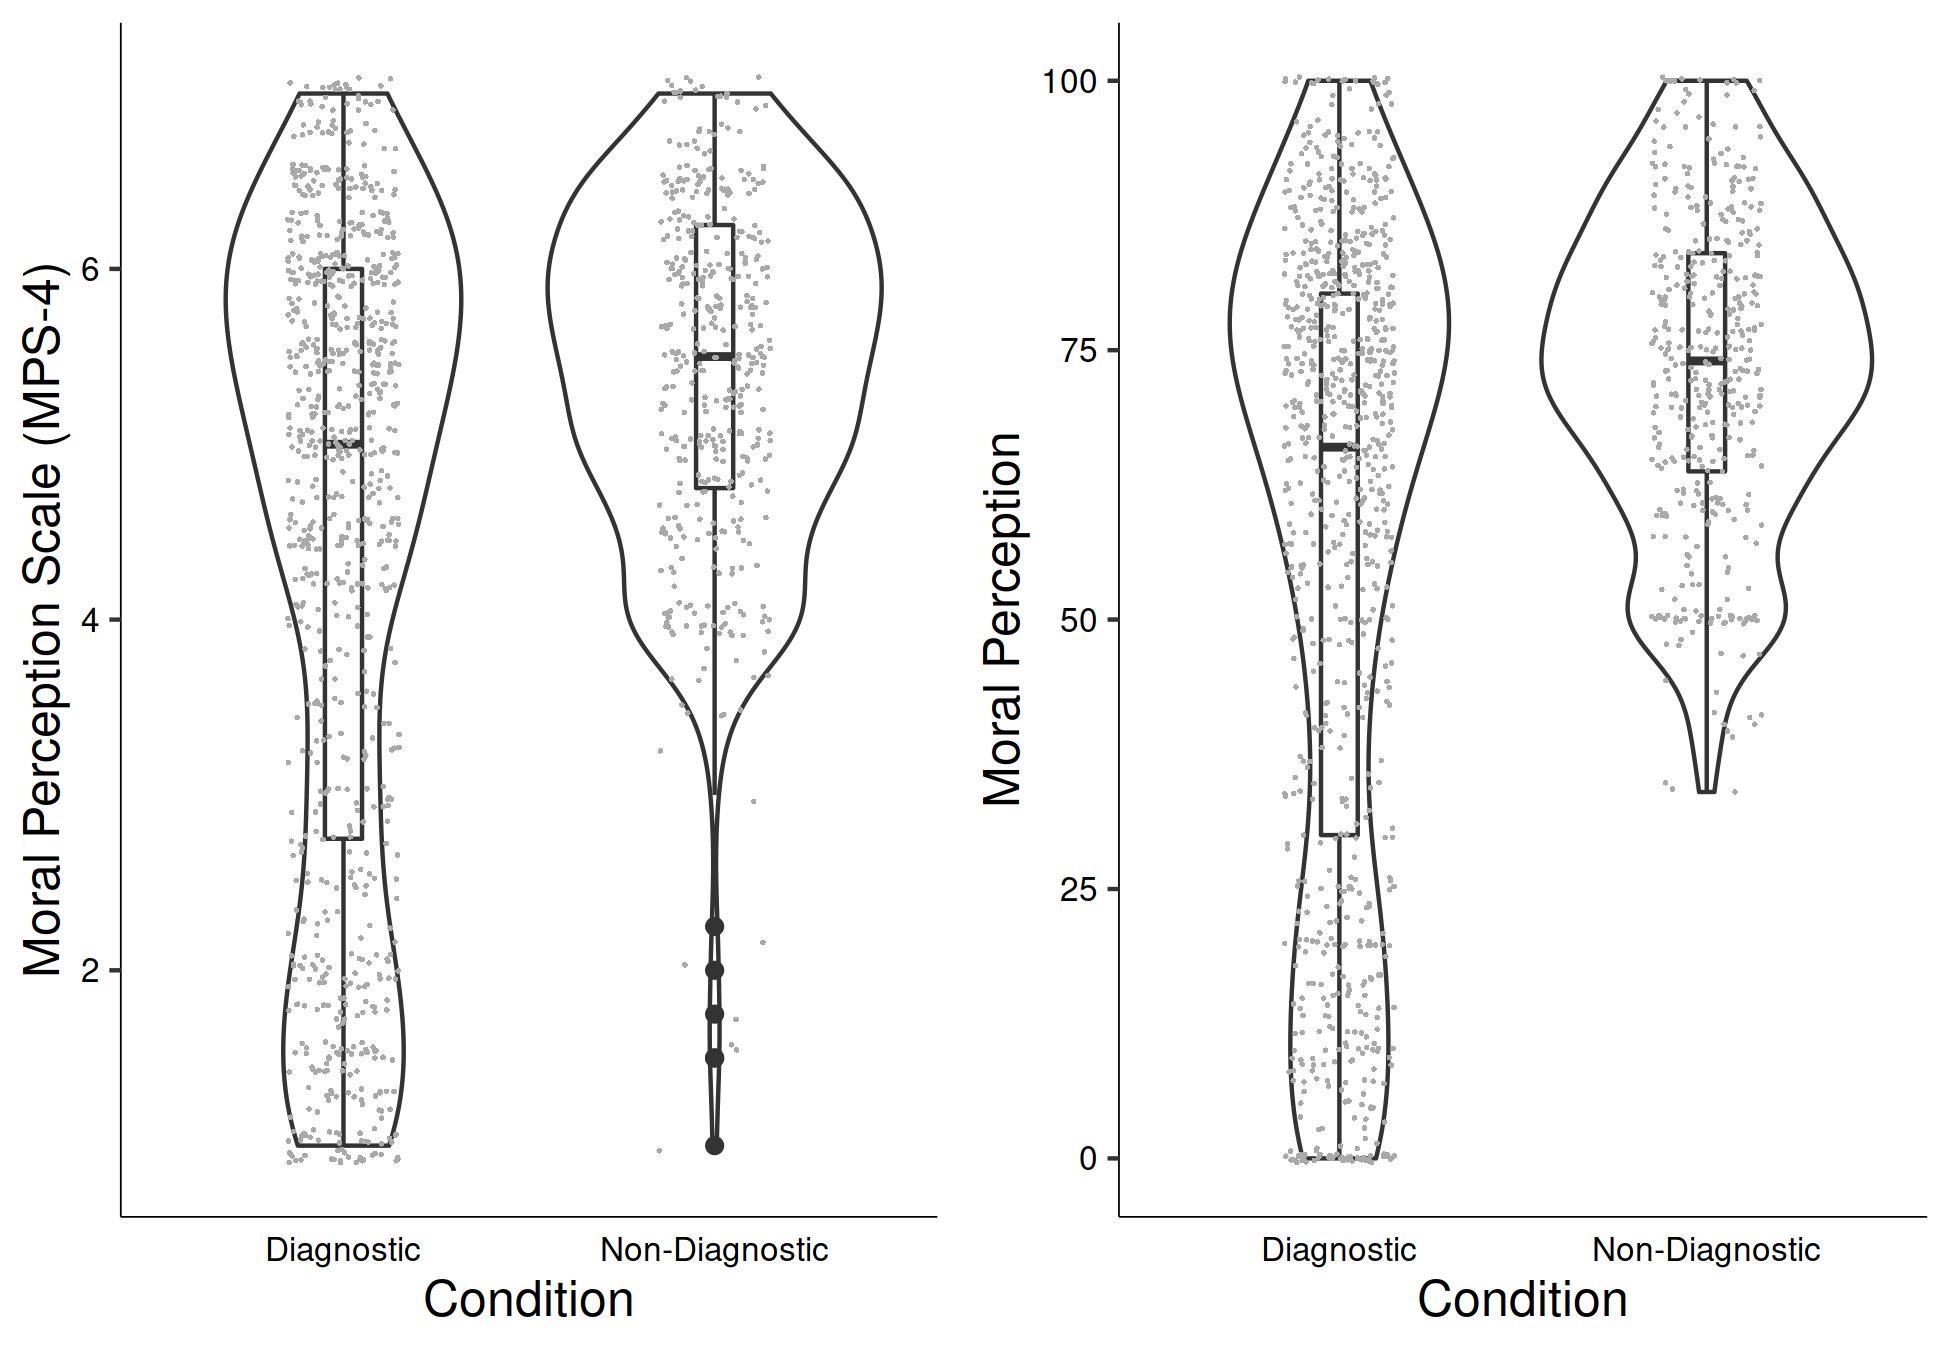 Moral Perception Scale (MPS-4)
6
4
2
Diagnostic
Non-Diagnostic
Condition
Moral Perception
100
75
50
25
0
Diagnostic
Non-Diagnostic
Condition